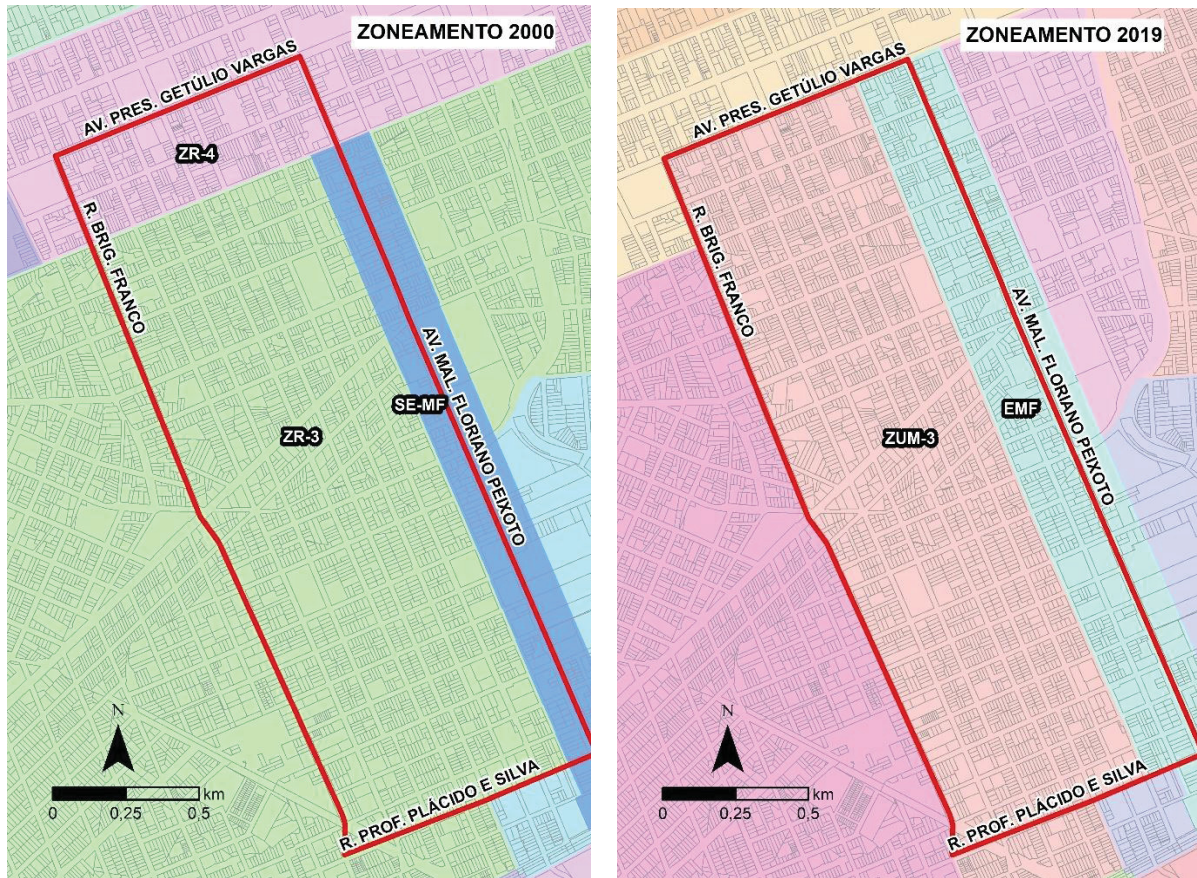 ZONEAMENTO 2000
AV. PRES. GETÚLIO VARGAS
ZR-4
R. BRIG. FRANCO
SE-MF
AV. MAL. FLORIANO PEIXOTO
ZR-3
N
km
0 0,25 0,5
R. PROF. PLÁCIDO E SILVA
ZONEAMENTO 2019
AV. PRES. GETÚLIO VARGAS
R. BRIG. FRANCO
EMF
AV. MAL. FLORIANO PEIXOTO
ZUM-3
N
km
0 0,25 0,5
R. PROF. PLÁCIDO E SILVA